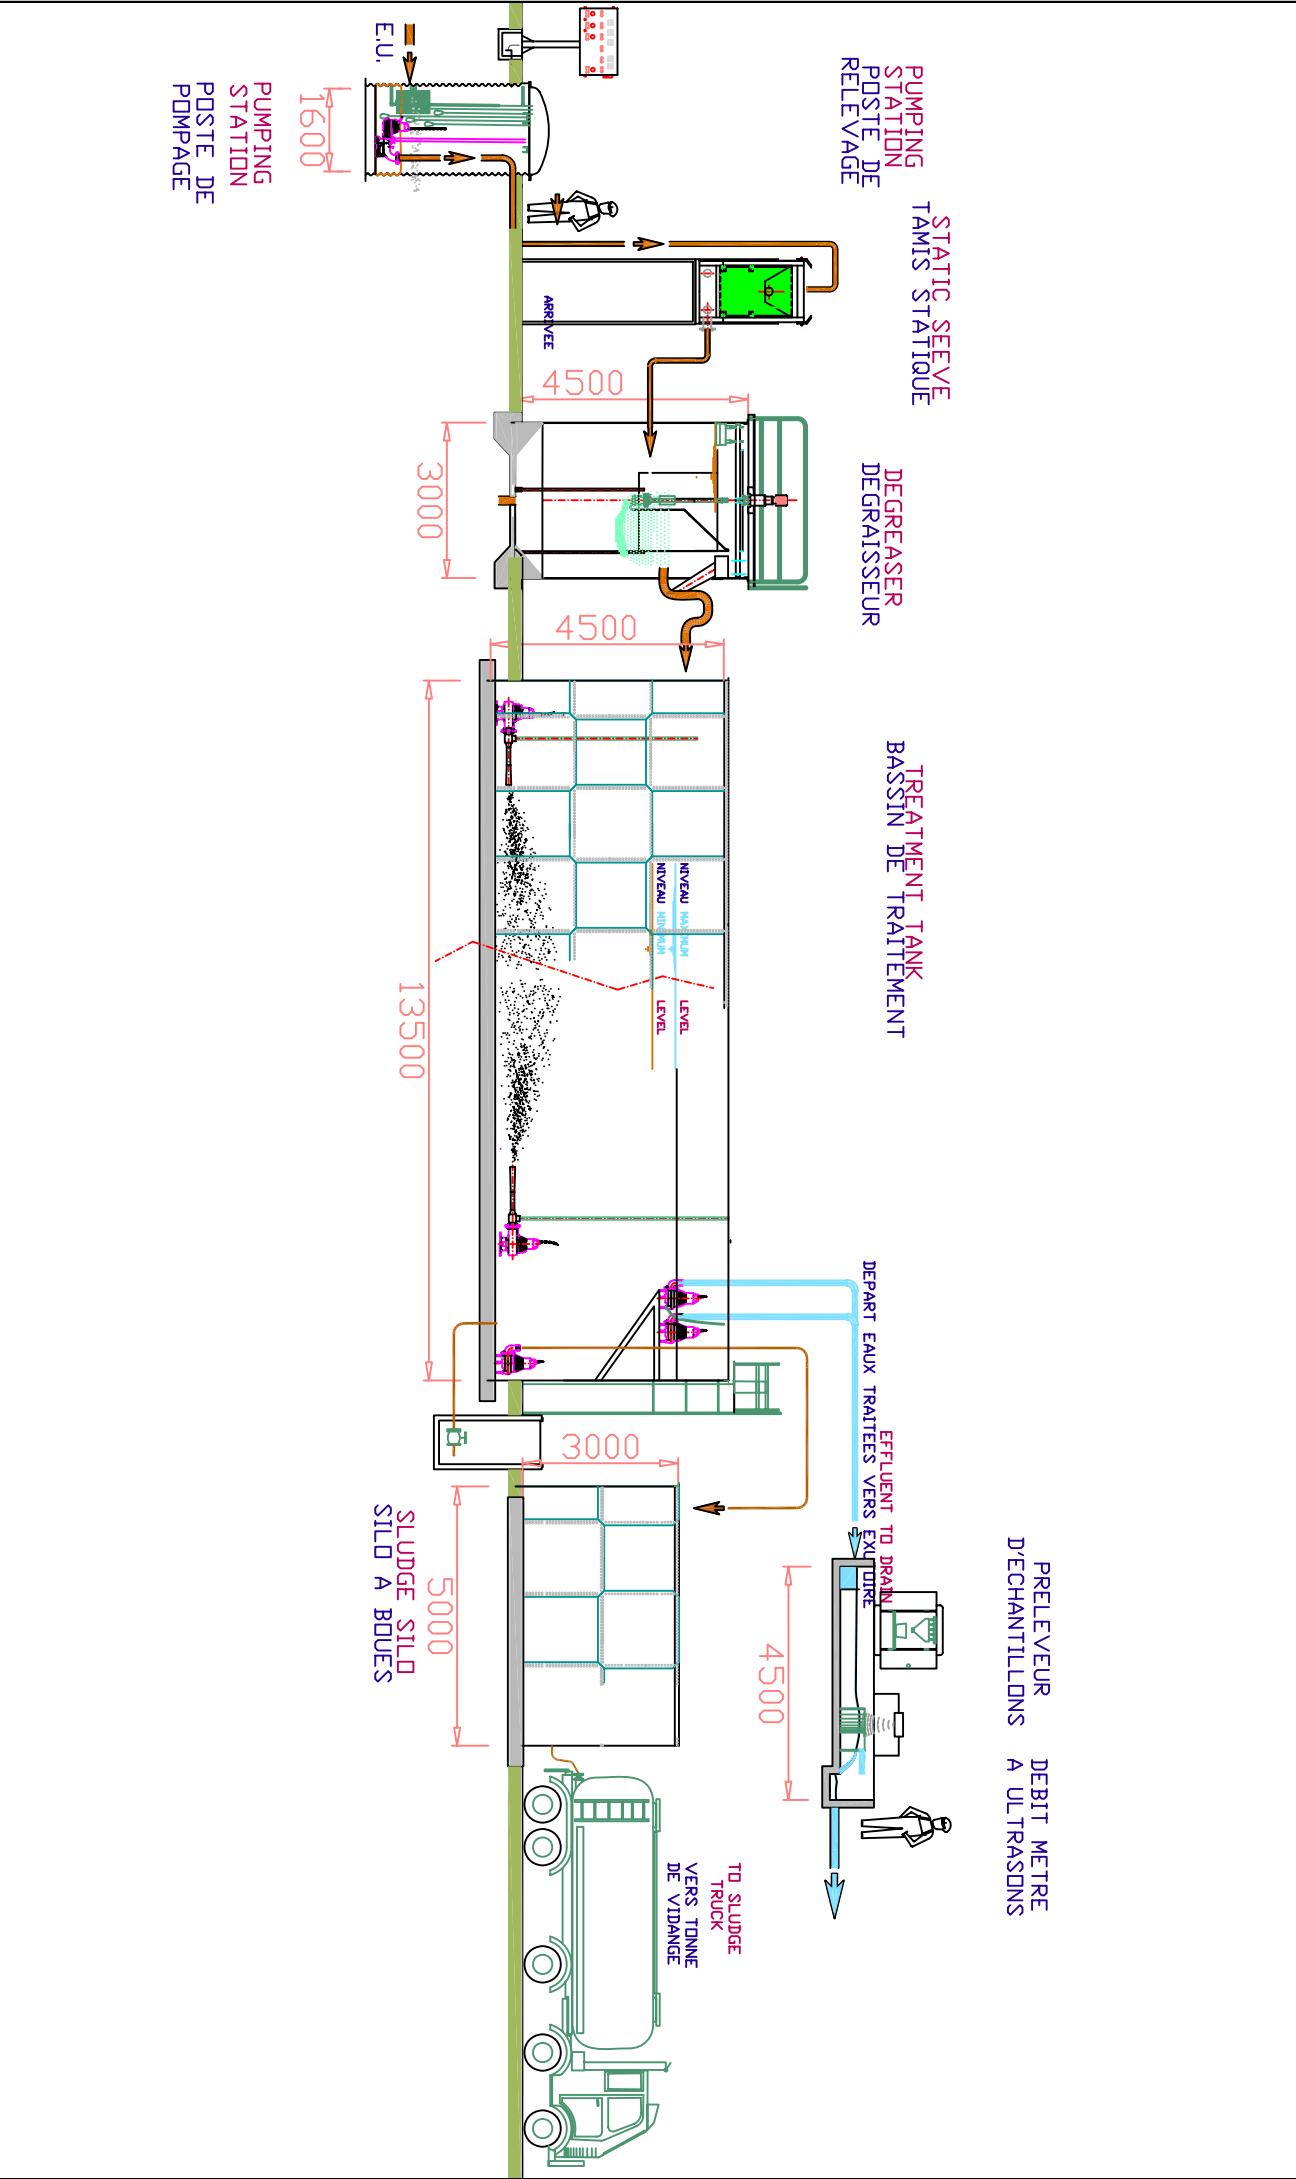 E.U.
PUMPING
STATION
POSTE DE
POMPAGE
1600
PUMPING
STATION
POSTE DE
RELEVAGE
STATIC SEEVE
TAMIS STATIQUE
ARRIVEE
4500
3000
DEGREASER
DEGRAISSEUR
4500
13500
TREATMENT TANK
BASSIN DE TRAITEMENT
NIVEAU MAXIMUM LEVEL
NIVEAU MINIMUM LEVEL
EFFLUENT TO DRAIN
DEPART EAUX TRAITEES VERS EXUTOIRE
3000
5000
SLUDGE SILO
SILO A BOUES
PRELEVEUR
D'ECHANTILLONS
DEBIT METRE
A ULTRASONS
4500
TO SLUDGE
TRUCK
VERS TONNE
DE VIDANGE